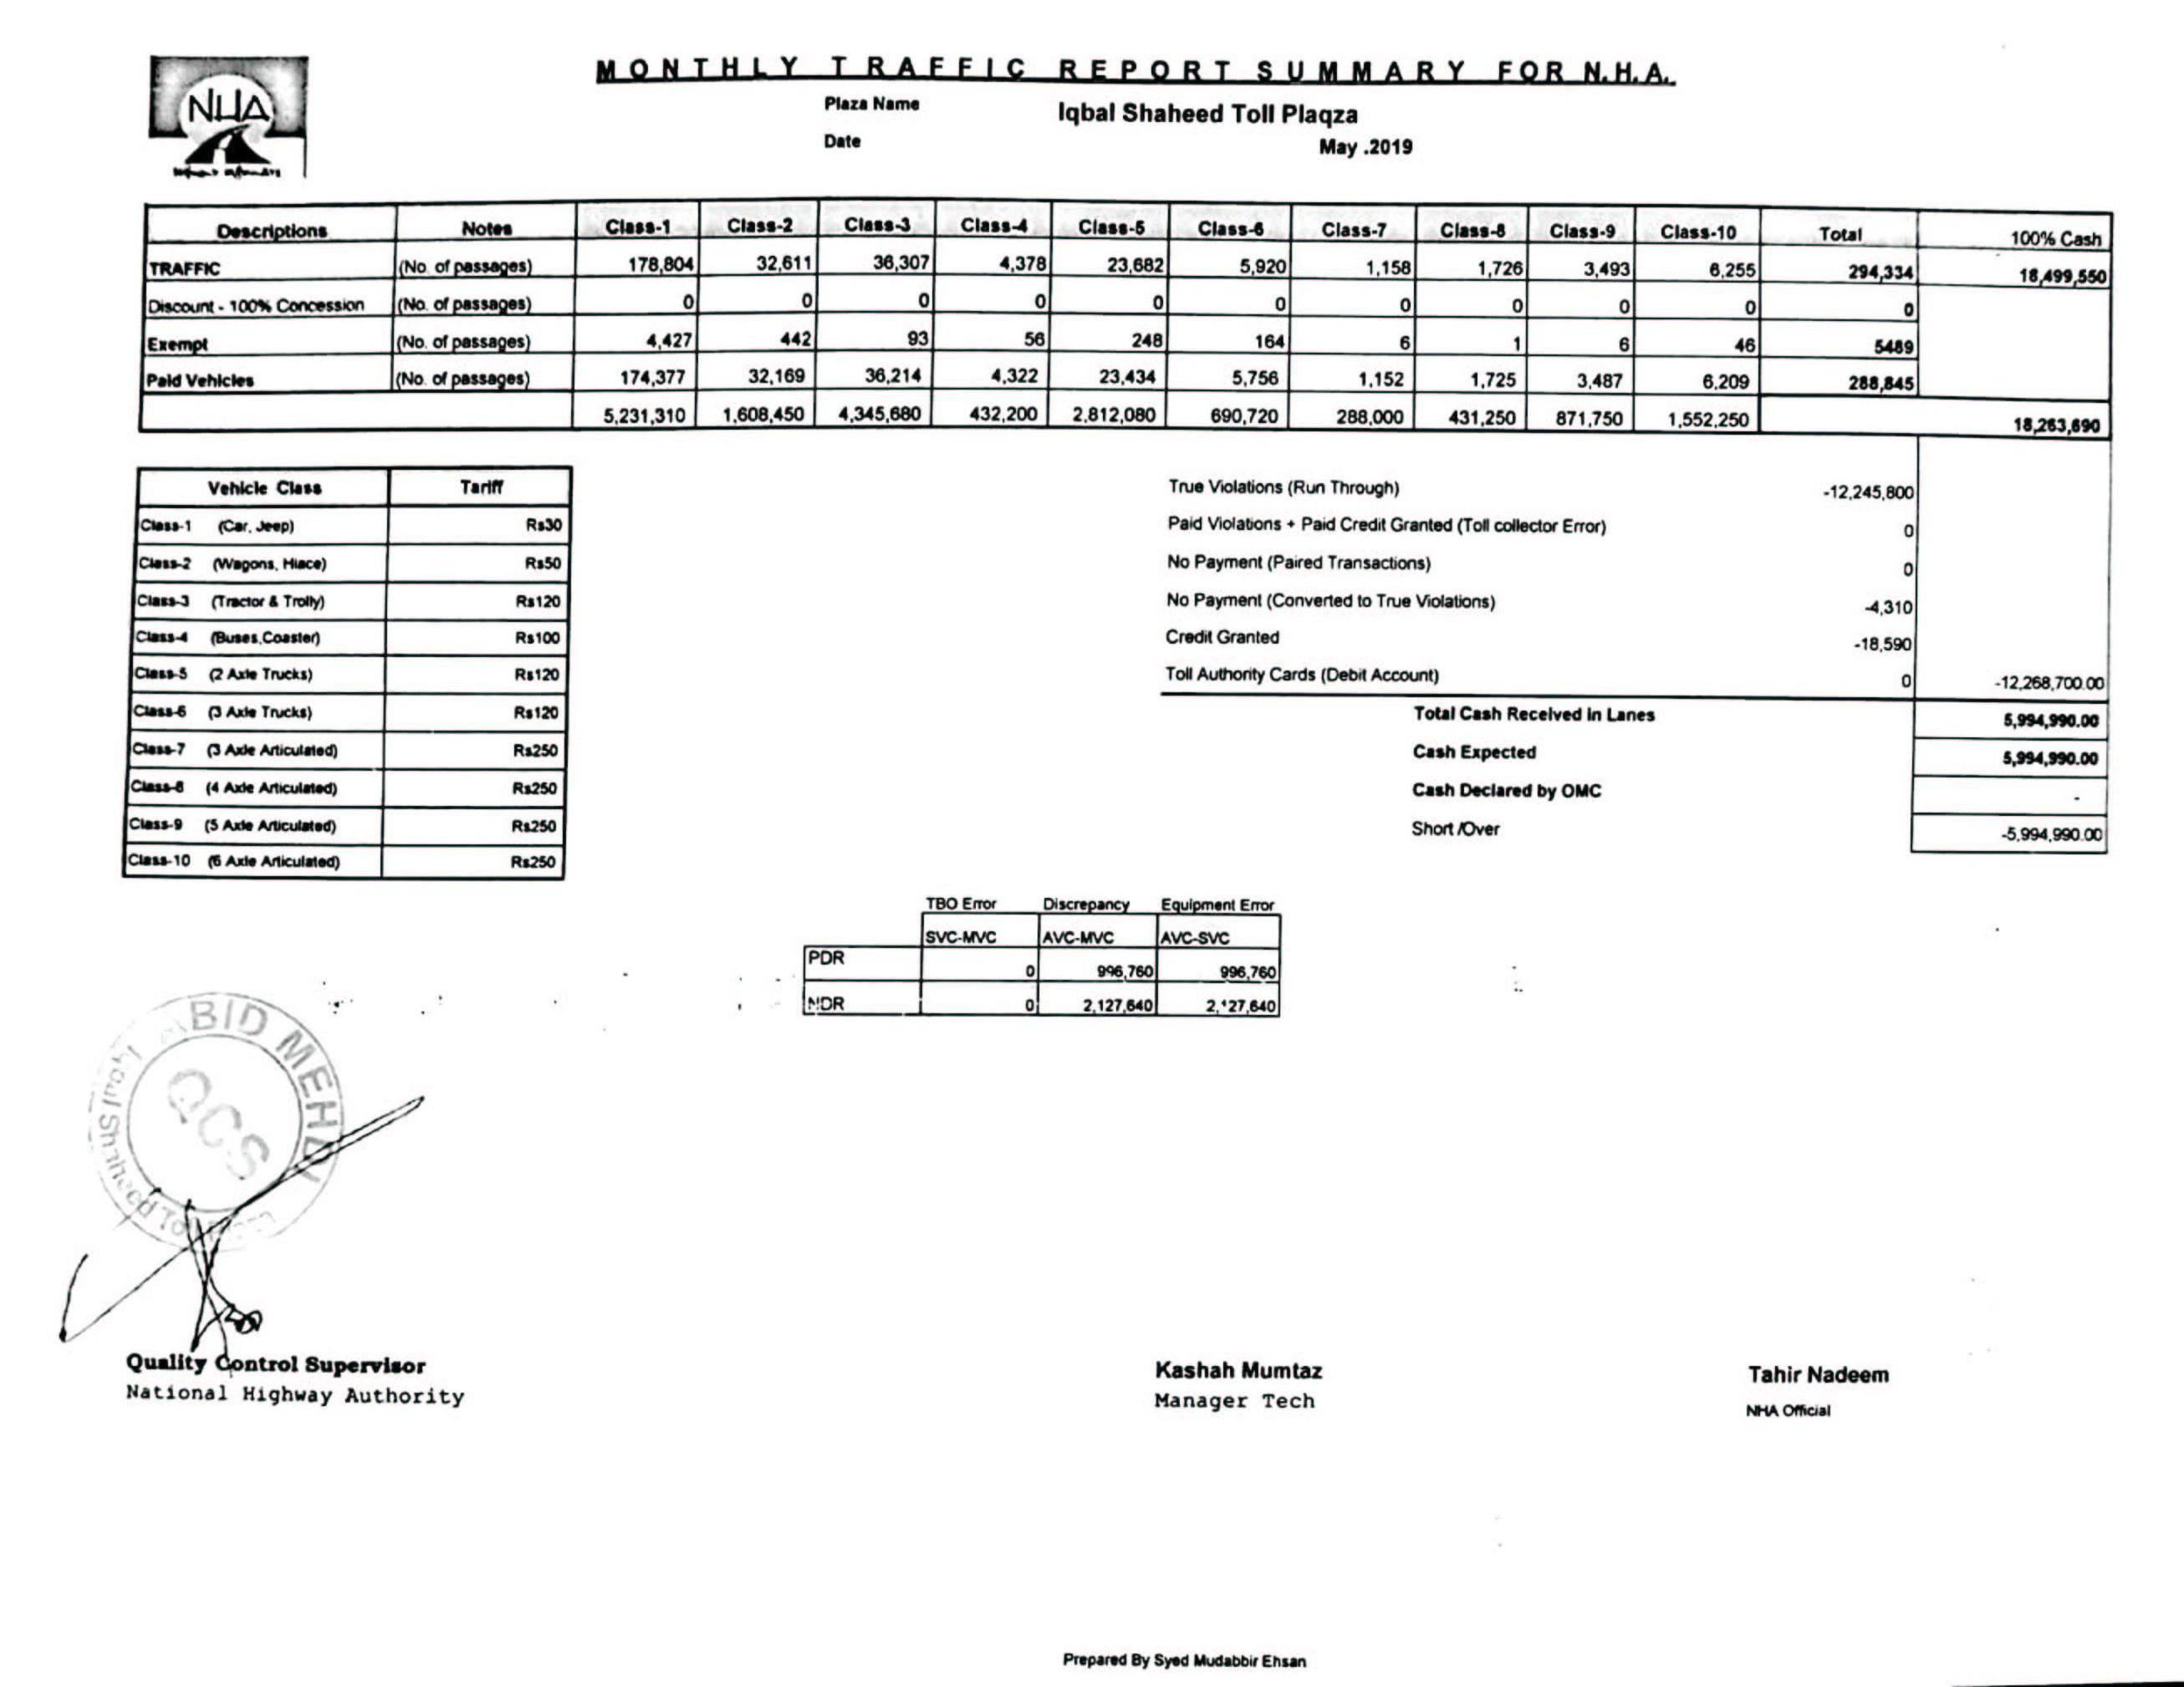 NHA
MONTHLY TRAFFIC REPORT SUMMARY FOR N.H.A.
Plaza Name Iqbal Shaheed Toll Plaqza
Date May .2019
Descriptions Notes Class-1 Class-2 Class-3 Class-4 Class-5 Class-6 Class-7 Class-8 Class-9 Class-10 Total 100% Cash
TRAFFIC (No. of passages) 178,804 32,611 36,307 4,378 23,682 5,920 1,158 1,726 3,493 6,255 294,334 18,499,550
Discount - 100% Concession (No. of passages) 0 0 0 0 0 0 0 0 0 0 0
Exempt (No. of passages) 4,427 442 93 56 248 164 6 1 6 46 5489
Paid Vehicles (No. of passages) 174,377 32,169 36,214 4,322 23,434 5,756 1,152 1,725 3,487 6,209 288,845
5,231,310 1,608,450 4,345,680 432,200 2,812,080 690,720 288,000 431,250 871,750 1,552,250 18,263,690
Vehicle Class Tariff
Class-1 (Car, Jeep) Rs30
Class-2 (Wagons, Hiace) Rs50
Class-3 (Tractor & Trolly) Rs120
Class-4 (Buses,Coaster) Rs100
Class-5 (2 Axle Trucks) Rs120
Class-6 (3 Axle Trucks) Rs120
Class-7 (3 Axle Articulated) Rs250
Class-8 (4 Axle Articulated) Rs250
Class-9 (5 Axle Articulated) Rs250
Class-10 (6 Axle Articulated) Rs250
True Violations (Run Through) -12,245,800
Paid Violations + Paid Credit Granted (Toll collector Error) 0
No Payment (Paired Transactions) 0
No Payment (Converted to True Violations) -4,310
Credit Granted -18,590
Toll Authority Cards (Debit Account) 0 -12,268,700.00
Total Cash Received in Lanes 5,994,990.00
Cash Expected 5,994,990.00
Cash Declared by OMC -
Short /Over -5,994,990.00
TBO Error Discrepancy Equipment Error
SVC-MVC AVC-MVC AVC-SVC
PDR 0 996,760 996,760
NDR 0 2,127,640 2,127,640
ABID MEHDI
QCS
Iqbal Shaheed Toll Plaza
Quality Control Supervisor
National Highway Authority
Kashah Mumtaz
Manager Tech
Tahir Nadeem
NHA Official
Prepared By Syed Mudabbir Ehsan